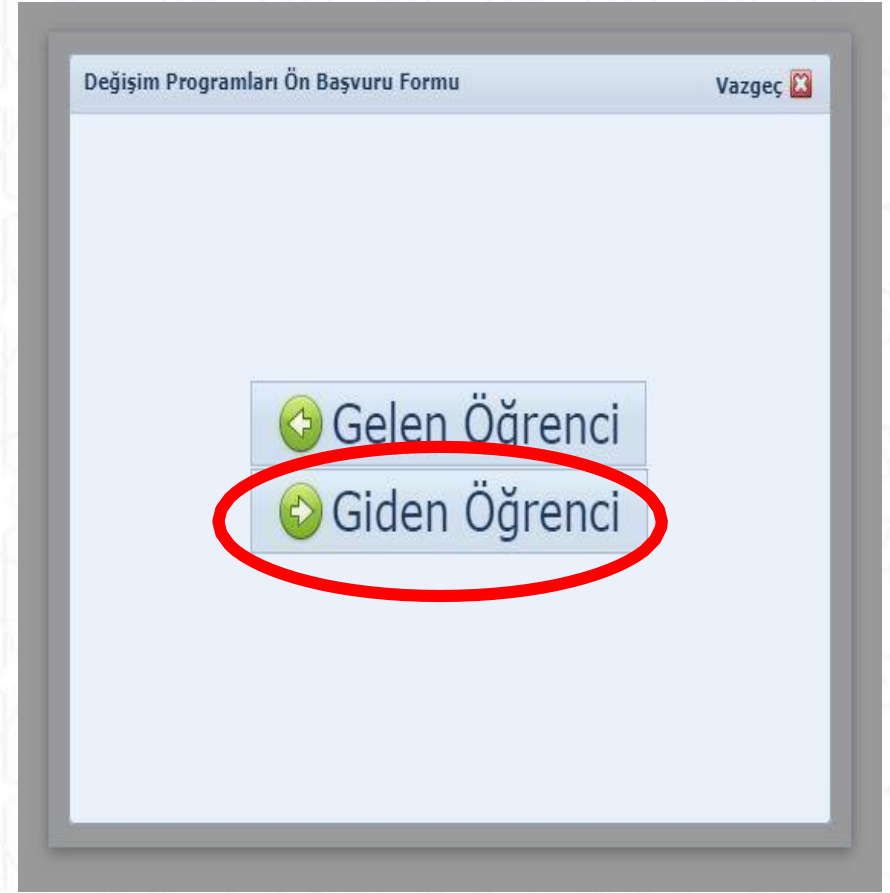 Değişim Programları Ön Başvuru Formu Vazgeç
Gelen Öğrenci
Giden Öğrenci